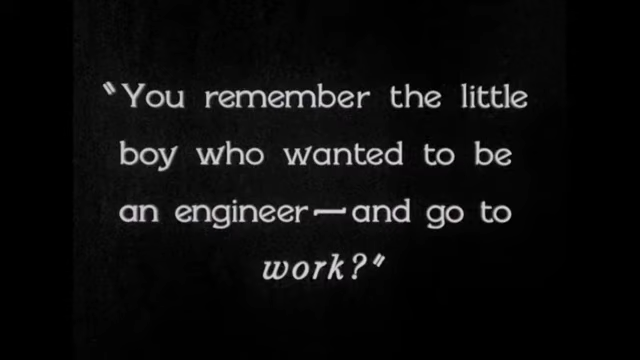 "You remember the little
boy who wanted to be
an engineer—and go to
work?"